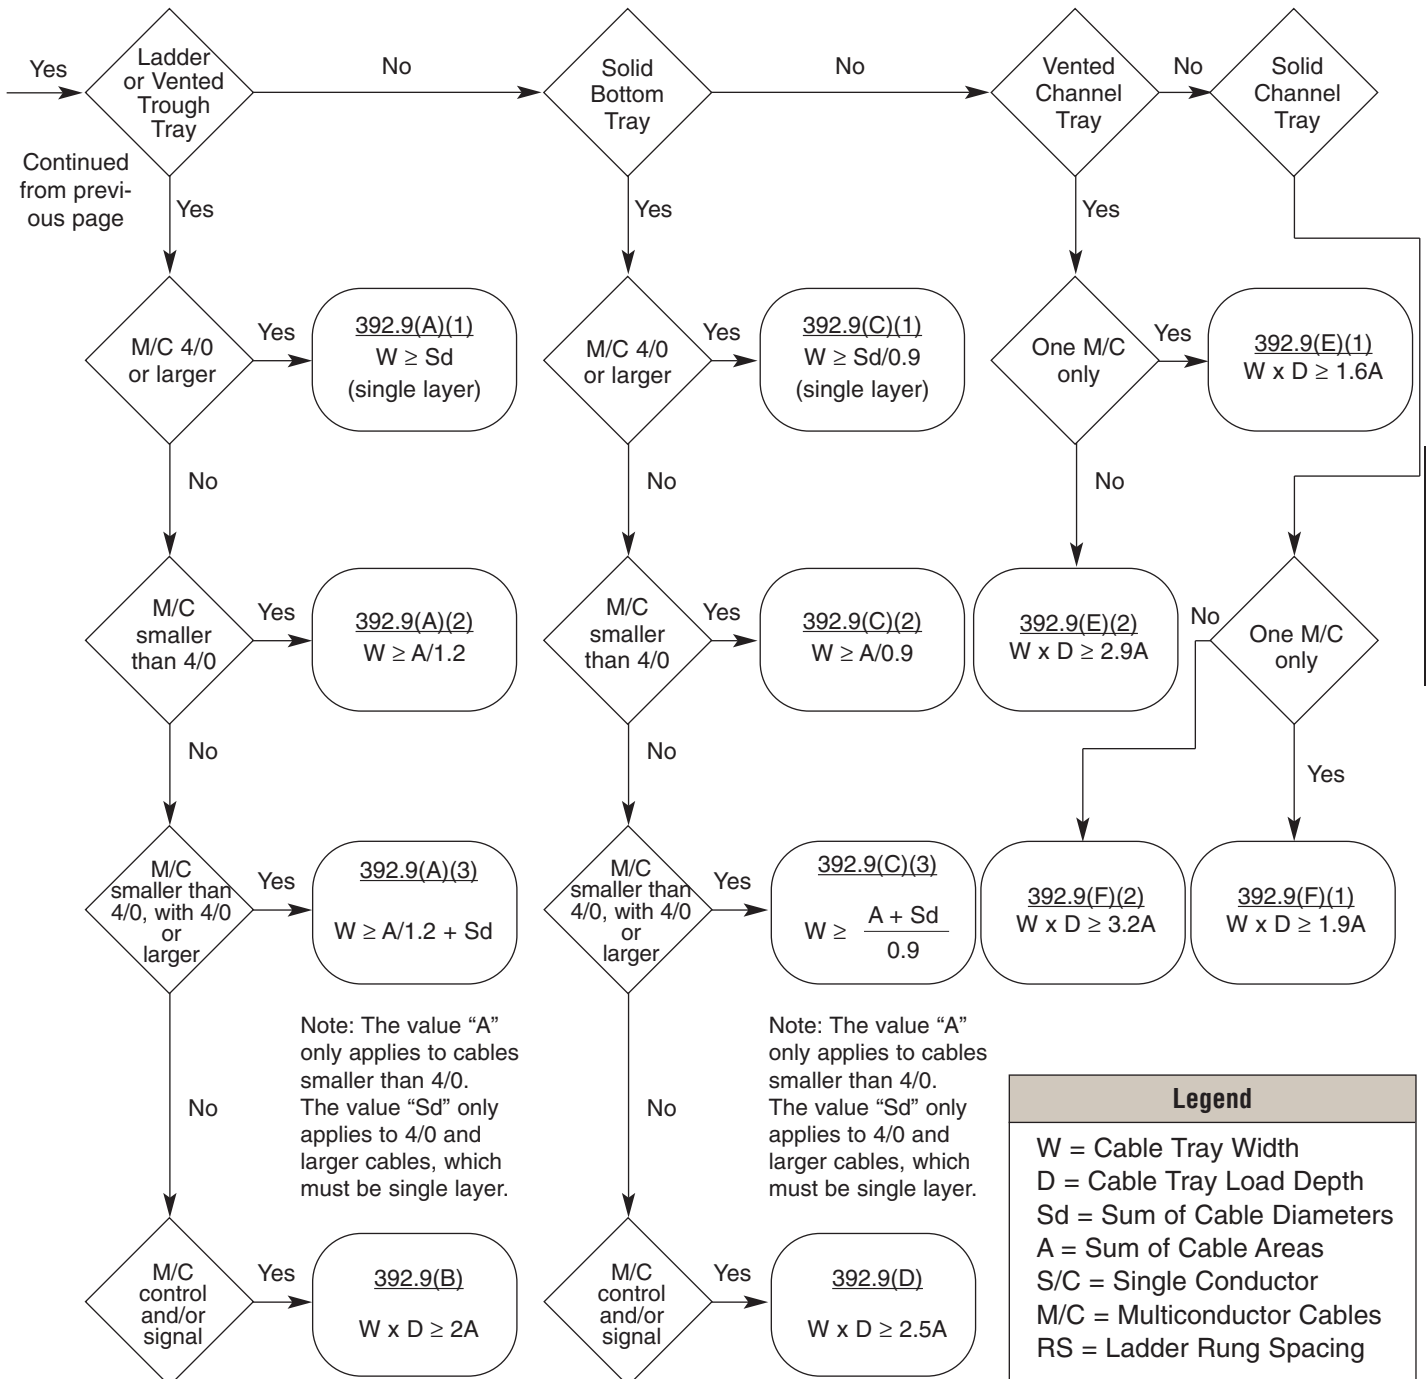 Yes
Ladder
or Vented
Trough
Tray
No
Solid
Bottom
Tray
No
Vented
Channel
Tray
No
Solid
Channel
Tray
Continued
from previ-
ous page
Yes
Yes
Yes
M/C 4/0
or larger
Yes
392.9(A)(1)
W ≥ Sd
(single layer)
M/C 4/0
or larger
Yes
392.9(C)(1)
W ≥ Sd/0.9
(single layer)
One M/C
only
Yes
392.9(E)(1)
W x D ≥ 1.6A
No
No
No
M/C
smaller
than 4/0
Yes
392.9(A)(2)
W ≥ A/1.2
M/C
smaller
than 4/0
Yes
392.9(C)(2)
W ≥ A/0.9
392.9(E)(2)
W x D ≥ 2.9A
No
One M/C
only
No
No
Yes
M/C
smaller than
4/0, with 4/0
or
larger
Yes
392.9(A)(3)
W ≥ A/1.2 + Sd
M/C
smaller than
4/0, with 4/0
or
larger
Yes
392.9(C)(3)
W ≥ A + Sd
0.9
392.9(F)(2)
W x D ≥ 3.2A
392.9(F)(1)
W x D ≥ 1.9A
No
Note: The value “A”
only applies to cables
smaller than 4/0.
The value “Sd” only
applies to 4/0 and
larger cables, which
must be single layer.
No
Note: The value “A”
only applies to cables
smaller than 4/0.
The value “Sd” only
applies to 4/0 and
larger cables, which
must be single layer.
M/C
control
and/or
signal
Yes
392.9(B)
W x D ≥ 2A
M/C
control
and/or
signal
Yes
392.9(D)
W x D ≥ 2.5A
Legend
W = Cable Tray Width
D = Cable Tray Load Depth
Sd = Sum of Cable Diameters
A = Sum of Cable Areas
S/C = Single Conductor
M/C = Multiconductor Cables
RS = Ladder Rung Spacing